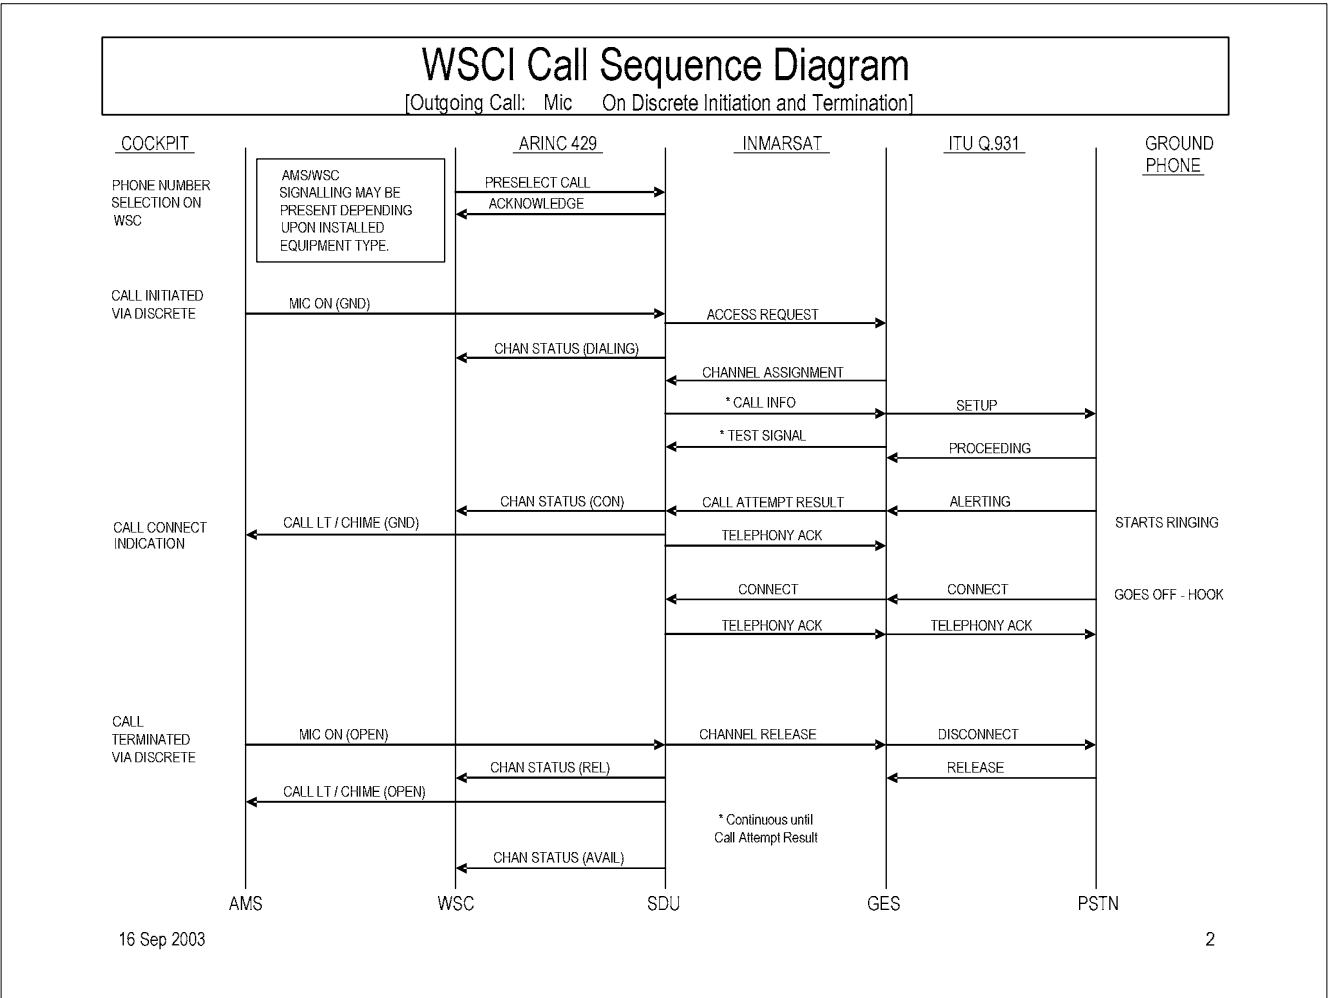 WSCI Call Sequence Diagram
[Outgoing Call: Mic On Discrete Initiation and Termination]
COCKPIT
ARINC 429
INMARSAT
ITU Q.931
GROUND
PHONE
PHONE NUMBER
SELECTION ON
WSC
AMS/WSC
SIGNALLING MAY BE
PRESENT DEPENDING
UPON INSTALLED
EQUIPMENT TYPE.
PRESELECT CALL
ACKNOWLEDGE
CALL INITIATED
VIA DISCRETE
MIC ON (GND)
ACCESS REQUEST
CHAN STATUS (DIALING)
CHANNEL ASSIGNMENT
* CALL INFO
SETUP
* TEST SIGNAL
PROCEEDING
CHAN STATUS (CON)
CALL ATTEMPT RESULT
ALERTING
CALL CONNECT
INDICATION
CALL LT / CHIME (GND)
STARTS RINGING
TELEPHONY ACK
CONNECT
CONNECT
GOES OFF - HOOK
TELEPHONY ACK
TELEPHONY ACK
CALL
TERMINATED
VIA DISCRETE
MIC ON (OPEN)
CHANNEL RELEASE
DISCONNECT
CHAN STATUS (REL)
RELEASE
CALL LT / CHIME (OPEN)
* Continuous until
Call Attempt Result
CHAN STATUS (AVAIL)
AMS
WSC
SDU
GES
PSTN
16 Sep 2003
2